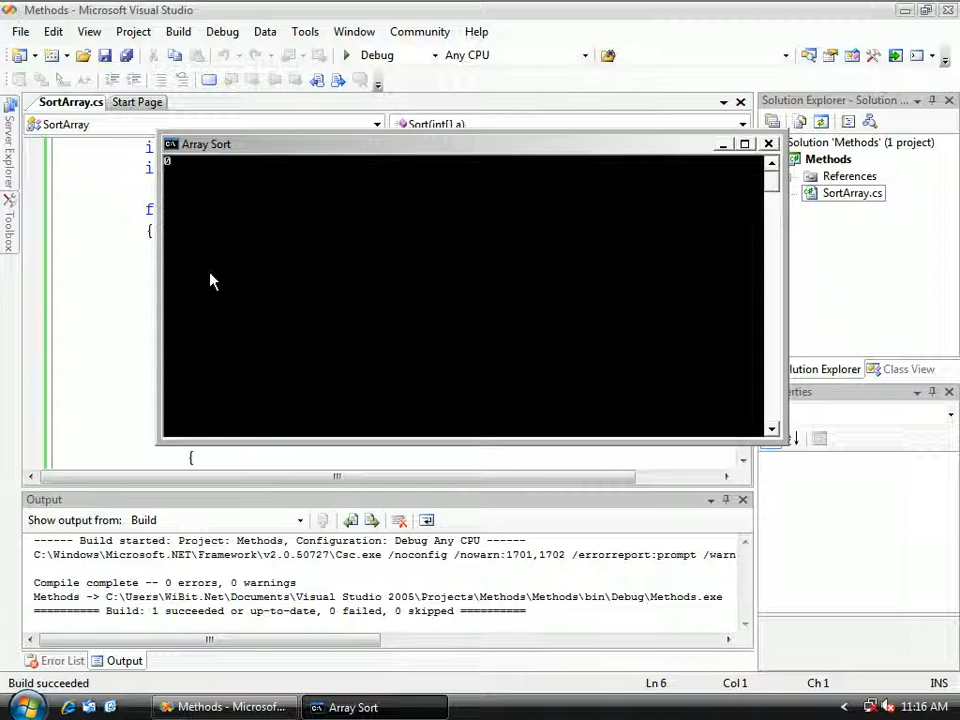 Methods - Microsoft Visual Studio
File Edit View Project Build Debug Data Tools Window Community Help
Debug Any CPU
SortArray.cs Start Page
Solution Explorer - Solution ...
SortArray
Sort(int[] a)
Array Sort
0
Solution 'Methods' (1 project)
Methods
References
SortArray.cs
Server Explorer
Toolbox
i
i
f
{
{
lution Explorer Class View
erties
Output
Show output from: Build
------ Build started: Project: Methods, Configuration: Debug Any CPU ------
C:\Windows\Microsoft.NET\Framework\v2.0.50727\Csc.exe /noconfig /nowarn:1701,1702 /errorreport:prompt /warn
Compile complete -- 0 errors, 0 warnings
Methods -> C:\Users\WiBit.Net\Documents\Visual Studio 2005\Projects\Methods\Methods\bin\Debug\Methods.exe
========== Build: 1 succeeded or up-to-date, 0 failed, 0 skipped ==========
Error List Output
Build succeeded Ln 6 Col 1 Ch 1 INS
Methods - Microsof... Array Sort 11:16 AM